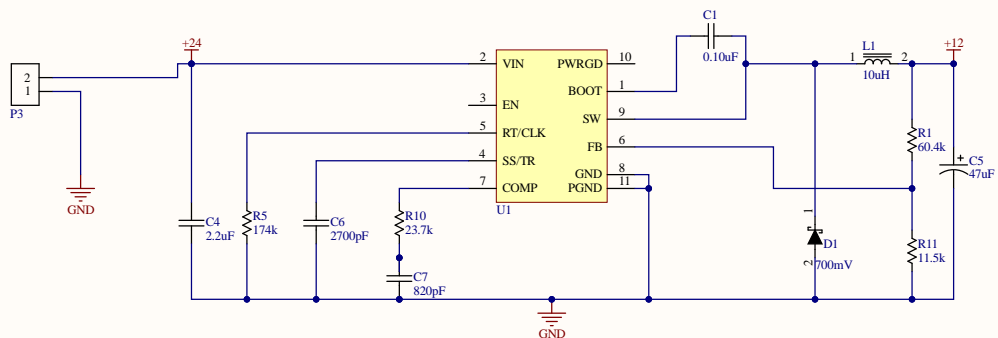 C1
+24
L1
+12
0.10uF
1
2
10uH
2
VIN
PWRGD
10
2
1
P3
BOOT
1
3
EN
SW
9
5
RT/CLK
FB
6
R1
60.4k
4
SS/TR
GND
8
C5
47uF
7
COMP
PGND
11
GND
U1
1
C4
2.2uF
R5
174k
C6
2700pF
R10
23.7k
D1
700mV
2
R11
11.5k
C7
820pF
GND